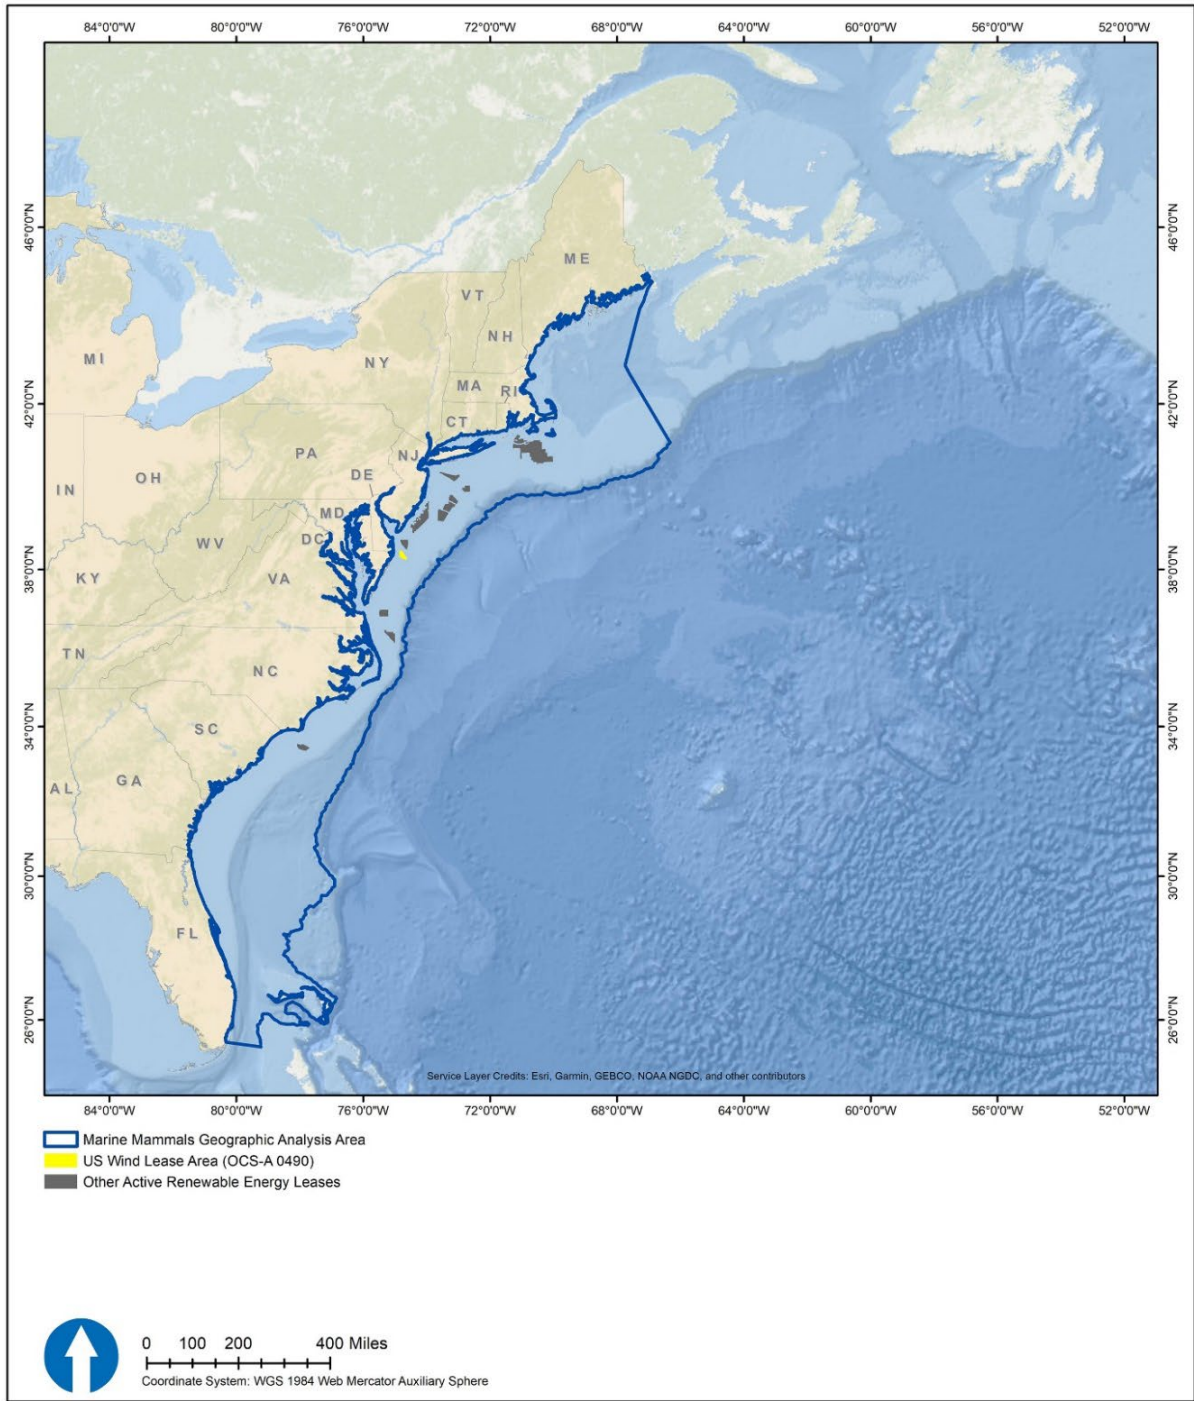 84°0'0"W 80°0'0"W 76°0'0"W 72°0'0"W 68°0'0"W 64°0'0"W 60°0'0"W 56°0'0"W 52°0'0"W
46°0'0"N 46°0'0"N
ME
VT
NH
MI
NY
MA
RI
42°0'0"N 42°0'0"N
CT
PA
NJ
OH
DE
IN
MD
DC
WV
38°0'0"N 38°0'0"N
KY
VA
TN
NC
34°0'0"N 34°0'0"N
SC
GA
AL
30°0'0"N 30°0'0"N
FL
26°0'0"N 26°0'0"N
Service Layer Credits: Esri, Garmin, GEBCO, NOAA NGDC, and other contributors
84°0'0"W 80°0'0"W 76°0'0"W 72°0'0"W 68°0'0"W 64°0'0"W 60°0'0"W 56°0'0"W 52°0'0"W
Marine Mammals Geographic Analysis Area
US Wind Lease Area (OCS-A 0490)
Other Active Renewable Energy Leases
0 100 200 400 Miles
Coordinate System: WGS 1984 Web Mercator Auxiliary Sphere